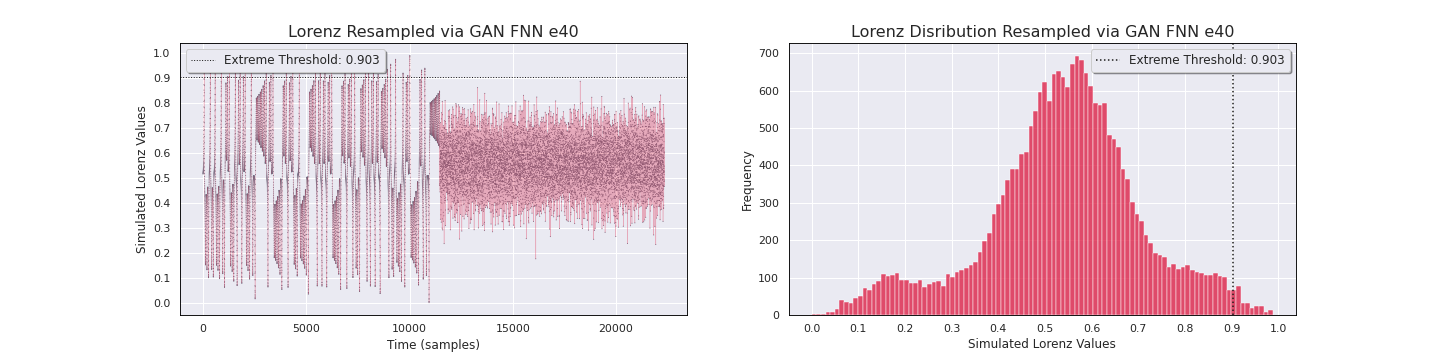 Lorenz Resampled via GAN FNN e40
Extreme Threshold: 0.903
1.0
0.9
0.8
0.7
0.6
0.5
0.4
0.3
0.2
0.1
0.0
Simulated Lorenz Values
0 5000 10000 15000 20000
Time (samples)
Lorenz Disribution Resampled via GAN FNN e40
Extreme Threshold: 0.903
700
600
500
400
300
200
100
0
Frequency
0.0 0.1 0.2 0.3 0.4 0.5 0.6 0.7 0.8 0.9 1.0
Simulated Lorenz Values